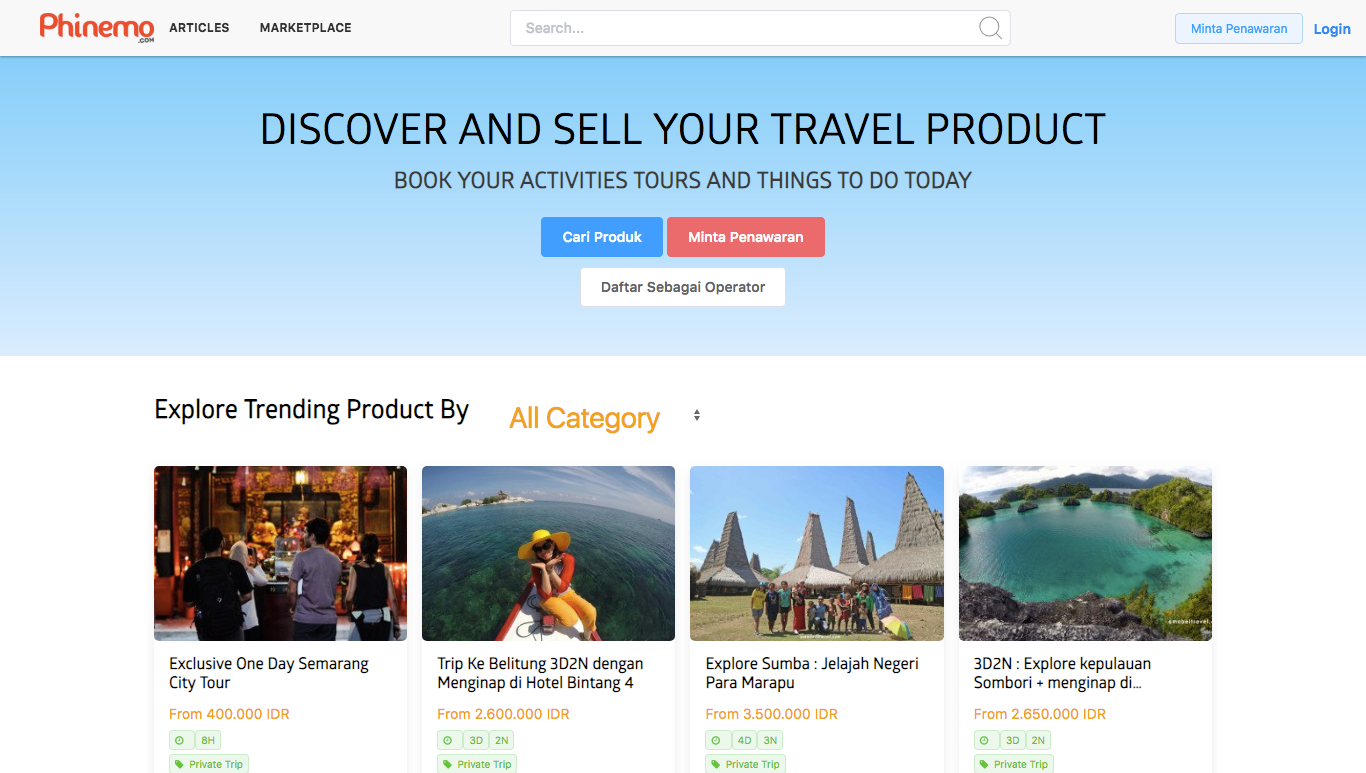 Phinemo
.COM
ARTICLES
MARKETPLACE
Search...
Minta Penawaran
Login
DISCOVER AND SELL YOUR TRAVEL PRODUCT
BOOK YOUR ACTIVITIES TOURS AND THINGS TO DO TODAY
Cari Produk
Minta Penawaran
Daftar Sebagai Operator
Explore Trending Product By
All Category
Exclusive One Day Semarang
City Tour
From 400.000 IDR
8H
Private Trip
Trip Ke Belitung 3D2N dengan
Menginap di Hotel Bintang 4
From 2.600.000 IDR
3D 2N
Private Trip
Explore Sumba : Jelajah Negeri
Para Marapu
From 3.500.000 IDR
4D 3N
Private Trip
3D2N : Explore kepulauan
Sombori + menginap di...
From 2.650.000 IDR
3D 2N
Private Trip